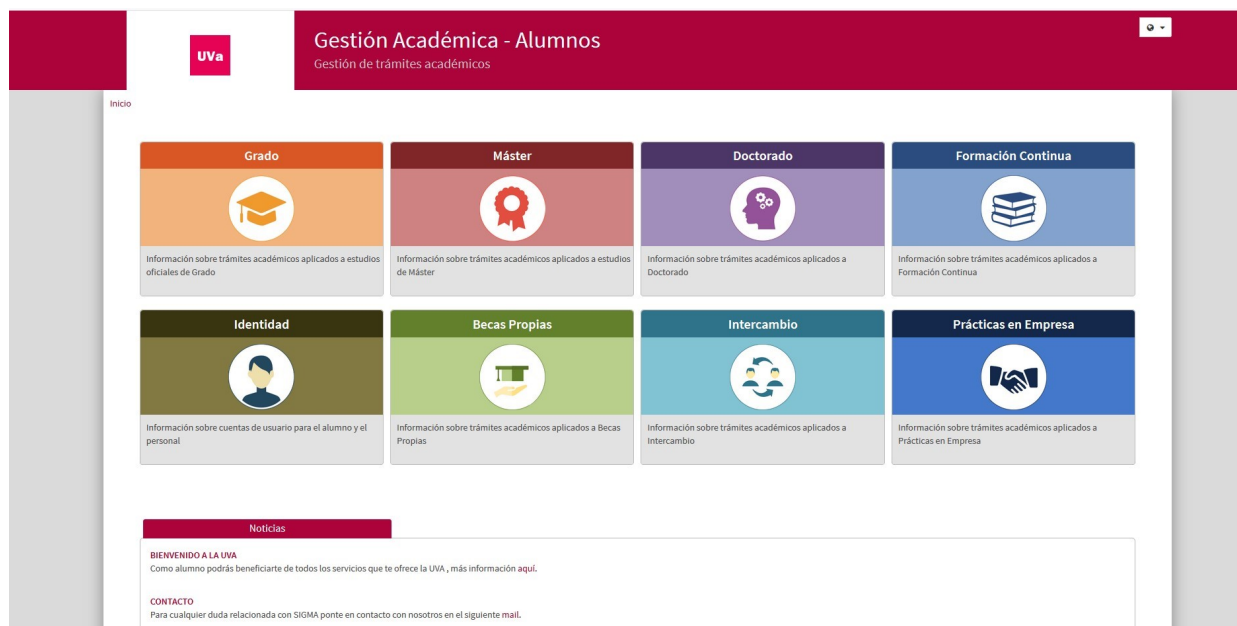 UVa
Gestión Académica - Alumnos
Gestión de trámites académicos
Inicio
Grado
Información sobre trámites académicos aplicados a estudios
oficiales de Grado
Máster
Información sobre trámites académicos aplicados a estudios
de Máster
Doctorado
Información sobre trámites académicos aplicados a
Doctorado
Formación Continua
Información sobre trámites académicos aplicados a
Formación Continua
Identidad
Información sobre cuentas de usuario para el alumno y el
personal
Becas Propias
Información sobre trámites académicos aplicados a Becas
Propias
Intercambio
Información sobre trámites académicos aplicados a
Intercambio
Prácticas en Empresa
Información sobre trámites académicos aplicados a
Prácticas en Empresa
Noticias
BIENVENIDO A LA UVA
Como alumno podrás beneficiarte de todos los servicios que te ofrece la UVA , más información aquí.
CONTACTO
Para cualquier duda relacionada con SIGMA ponte en contacto con nosotros en el siguiente mail.